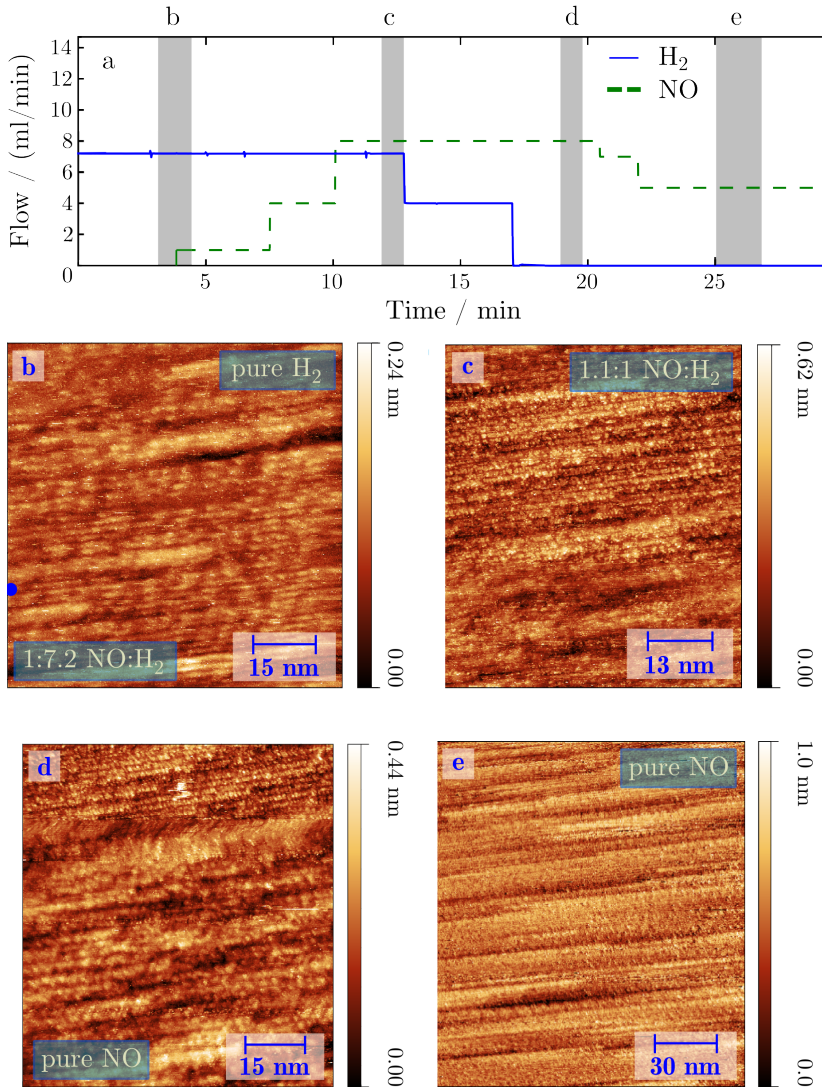 b c d e
a
H₂
NO
Flow / (ml/min)
14
12
10
8
6
4
2
0
5 10 15 20 25
Time / min
b
pure H₂
1:7.2 NO:H₂
15 nm
0.24 nm
0.00
c
1.1:1 NO:H₂
13 nm
0.62 nm
0.00
d
pure NO
15 nm
0.44 nm
0.00
e
pure NO
30 nm
1.0 nm
0.0